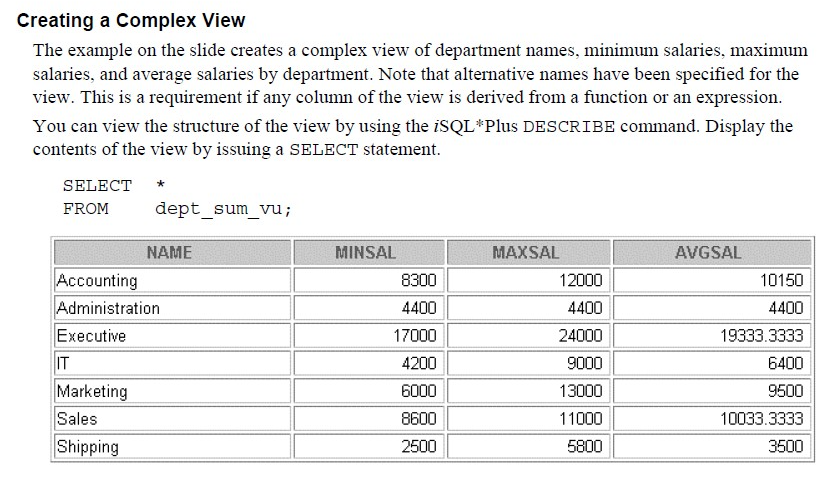 Creating a Complex View
The example on the slide creates a complex view of department names, minimum salaries, maximum
salaries, and average salaries by department. Note that alternative names have been specified for the
view. This is a requirement if any column of the view is derived from a function or an expression.
You can view the structure of the view by using the iSQL*Plus DESCRIBE command. Display the
contents of the view by issuing a SELECT statement.
SELECT *
FROM dept_sum_vu;
NAME MINSAL MAXSAL AVGSAL
Accounting 8300 12000 10150
Administration 4400 4400 4400
Executive 17000 24000 19333.3333
IT 4200 9000 6400
Marketing 6000 13000 9500
Sales 8600 11000 10033.3333
Shipping 2500 5800 3500